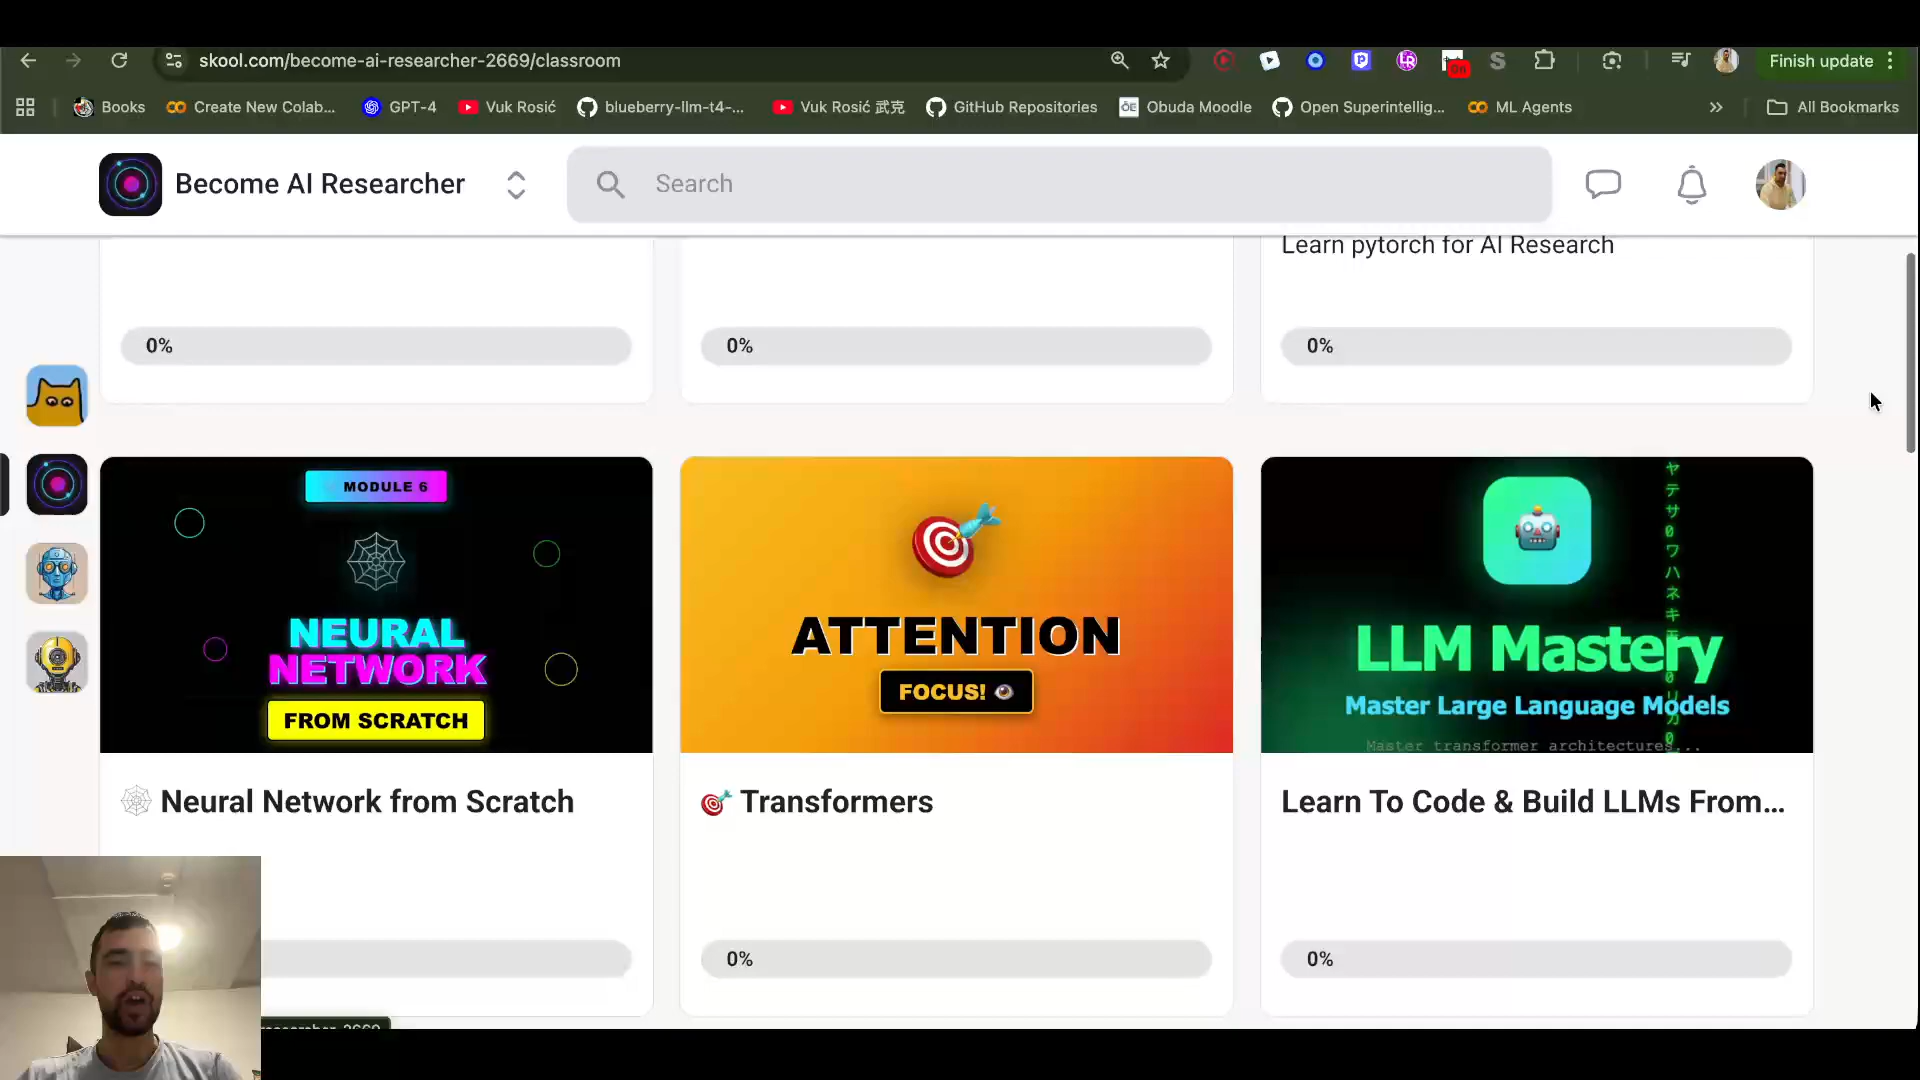 skool.com/become-ai-researcher-2669/classroom
Finish update
Books
Create New Colab...
GPT-4
Vuk Rosić
blueberry-llm-t4-...
Vuk Rosić 武克
GitHub Repositories
Obuda Moodle
Open Superintellig...
ML Agents
All Bookmarks
Become AI Researcher
Search
Learn pytorch for AI Research
0%
0%
0%
MODULE 6
NEURAL
NETWORK
FROM SCRATCH
ATTENTION
FOCUS!
LLM Mastery
Master Large Language Models
Master transformer architectures...
Neural Network from Scratch
Transformers
Learn To Code & Build LLMs From...
0%
0%